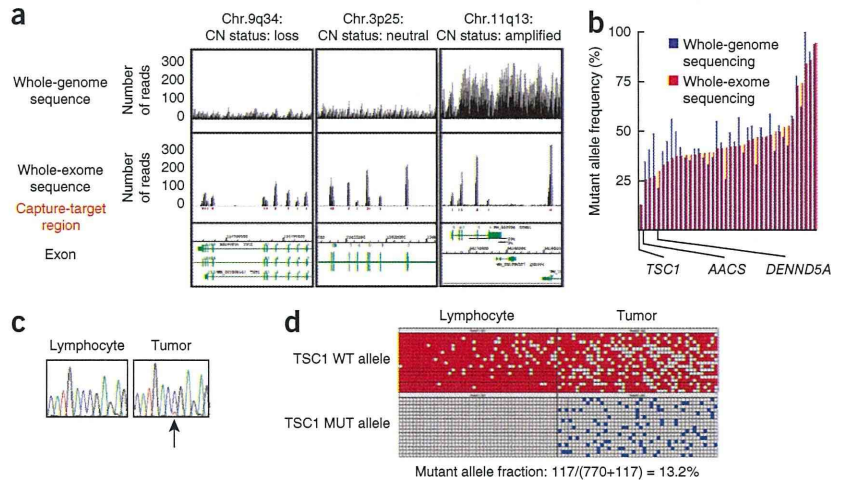 a
Chr.9q34:
CN status: loss
Chr.3p25:
CN status: neutral
Chr.11q13:
CN status: amplified
Whole-genome
sequence
Number
of reads
300
200
100
0
Whole-exome
sequence
Number
of reads
300
200
100
0
Capture-target
region
Exon
b
Mutant allele frequency (%)
100
75
50
25
Whole-genome
sequencing
Whole-exome
sequencing
TSC1
AACS
DENND5A
c
Lymphocyte
Tumor
d
Lymphocyte
Tumor
TSC1 WT allele
TSC1 MUT allele
Mutant allele fraction: 117/(770+117) = 13.2%